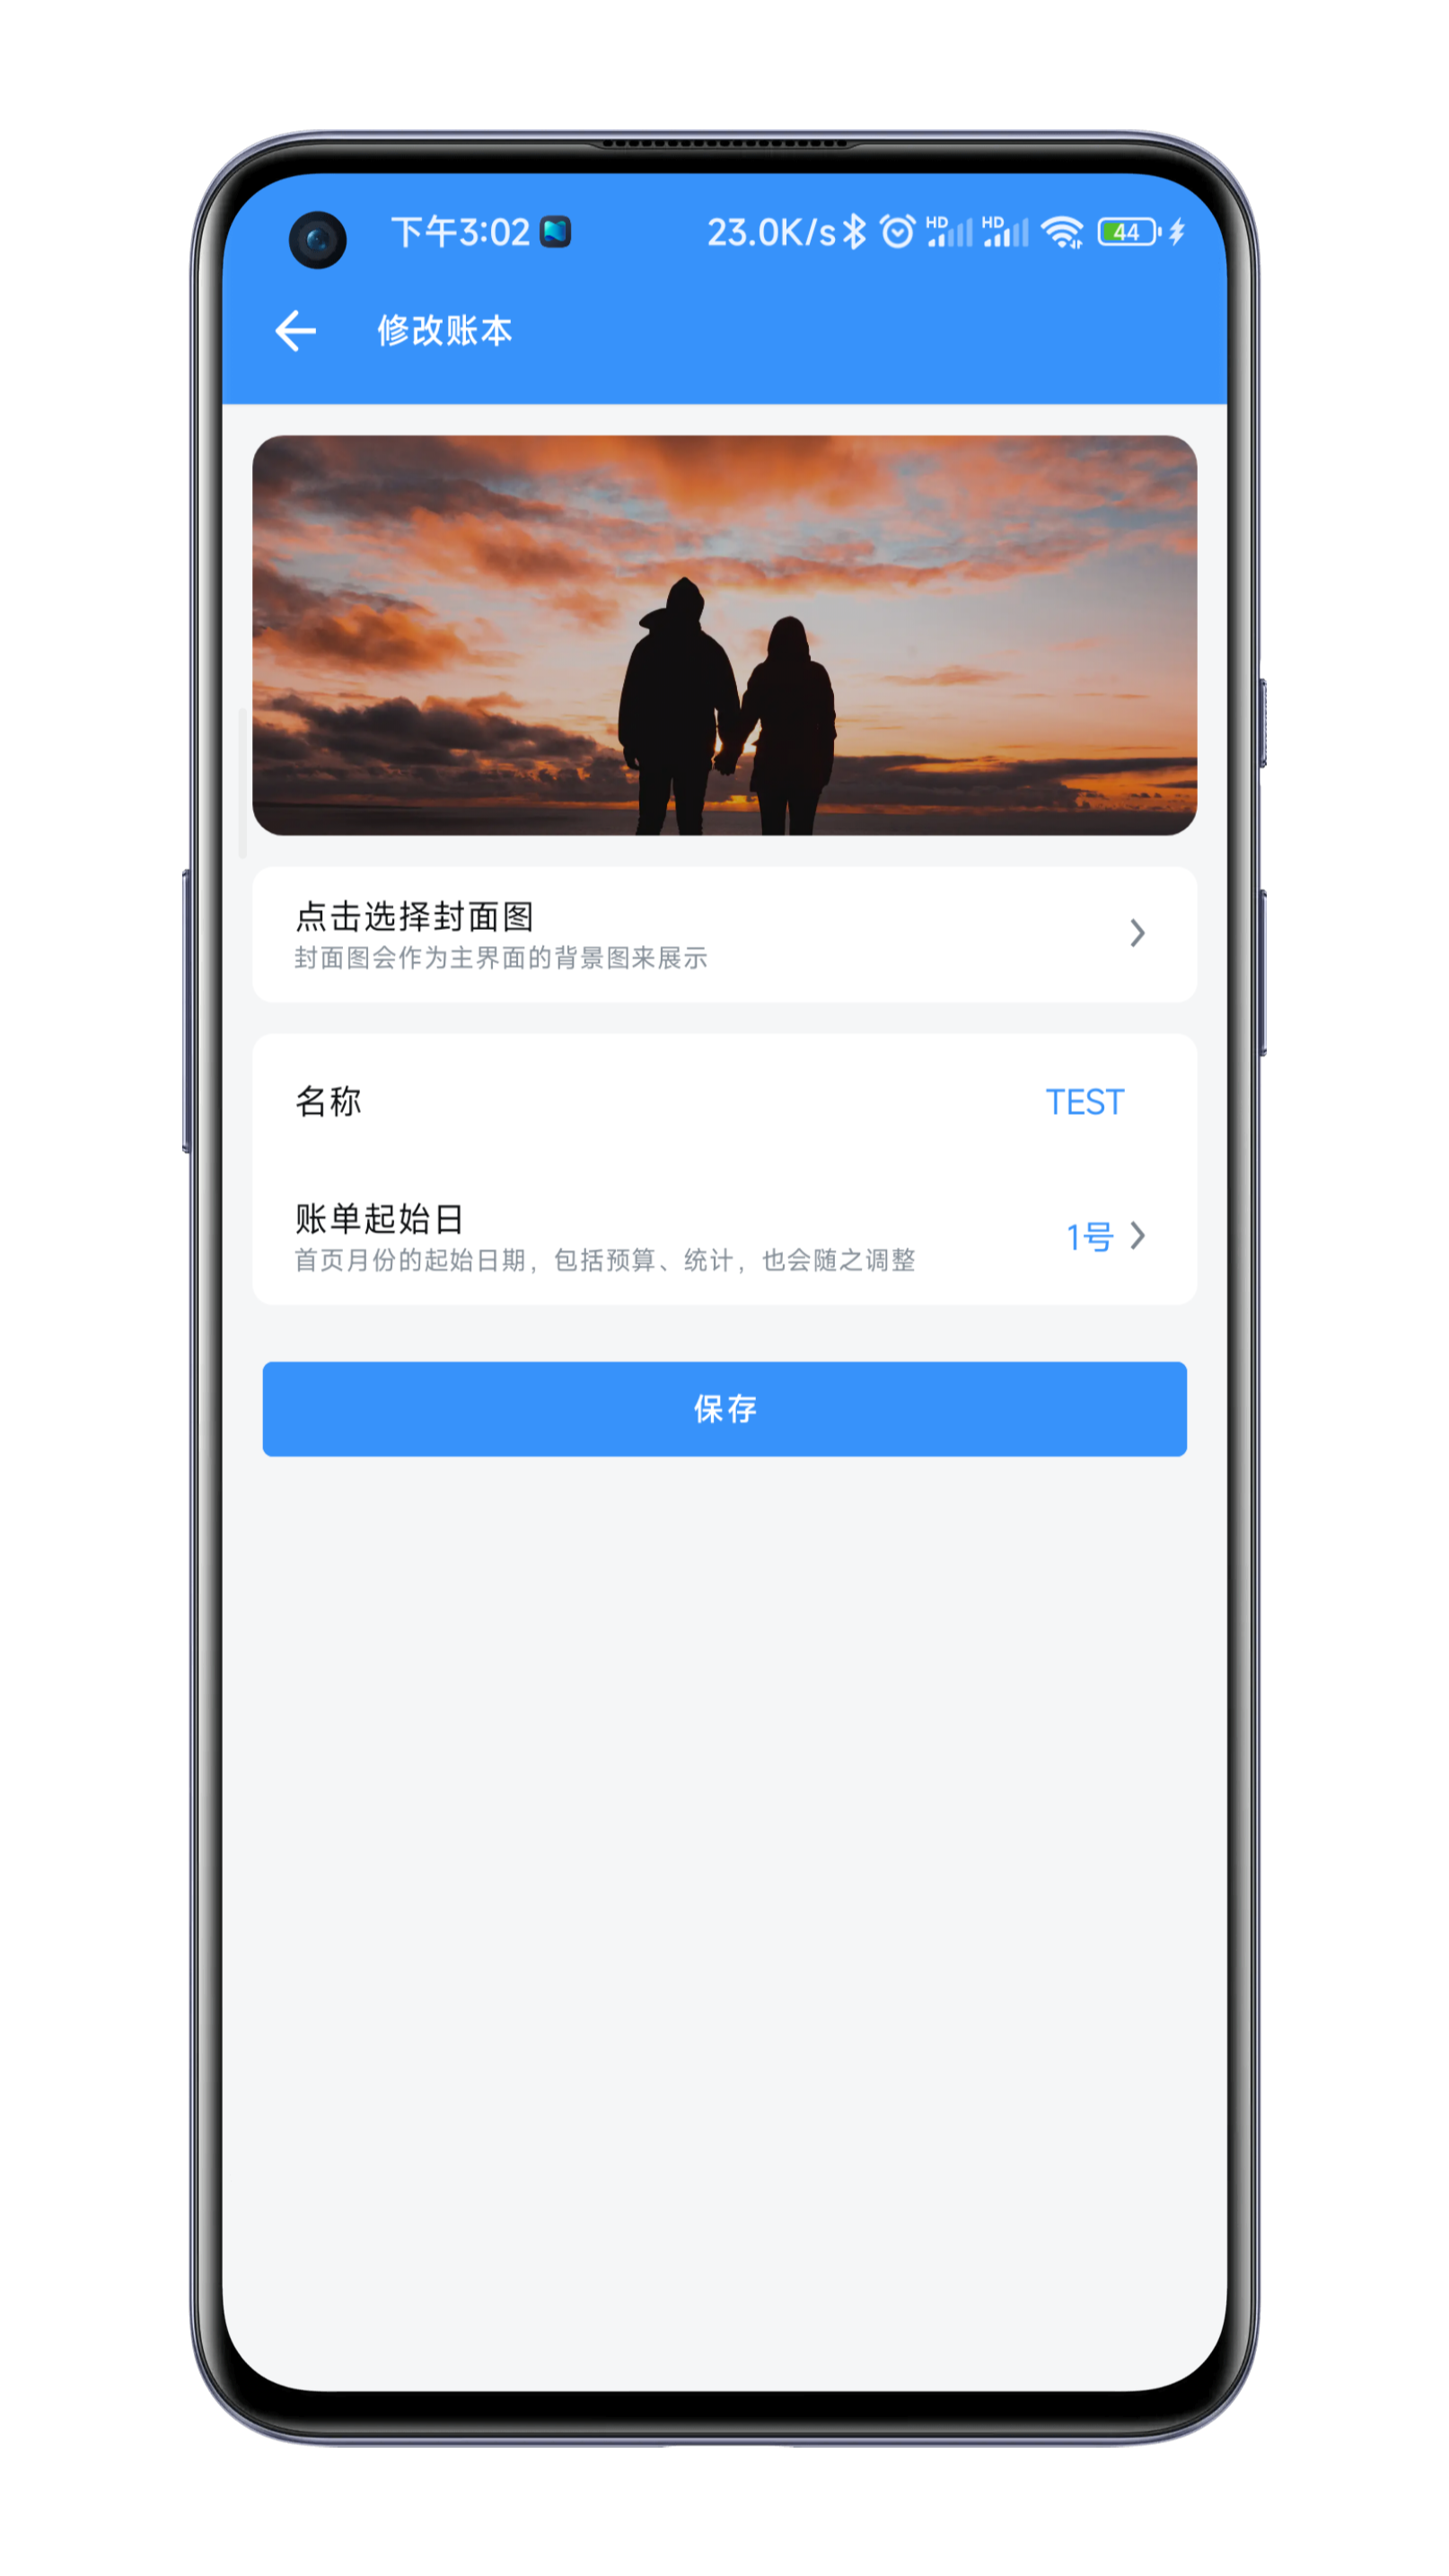 下午3:02 23.0K/s HD HD 44
修改账本
点击选择封面图
封面图会作为主界面的背景图来展示
名称 TEST
账单起始日
首页月份的起始日期，包括预算、统计，也会随之调整
1号
保存